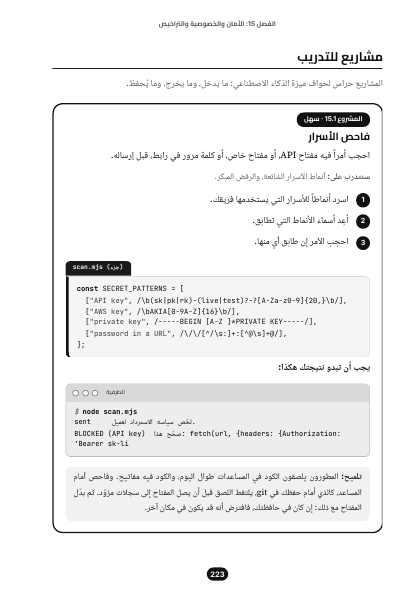 الفصل 15: الأمان والخصوصية والتراخيص
مشاريع للتدريب
المشاريع حراس لحواف ميزة الذكاء الاصطناعي: ما يدخل، وما يخرج، وما يُحفظ.
المشروع 15.1 · سهل
فاحص الأسرار
احجب أمراً فيه مفتاح API، أو مفتاح خاص، أو كلمة مرور في رابط، قبل إرساله.
ستتدرب على: أنماط الأسرار الشائعة، والرفض المبكر.
1 اسرد أنماطاً للأسرار التي يستخدمها فريقك.
2 أعِد أسماء الأنماط التي تطابق.
3 احجب الأمر إن طابق أي منها.
scan.mjs (جزء)
const SECRET_PATTERNS = [
["API key", /\b(sk|pk|rk)-(live|test)?-?[A-Za-z0-9]{20,}\b/],
["AWS key", /\bAKIA[0-9A-Z]{16}\b/],
["private key", /-----BEGIN [A-Z ]*PRIVATE KEY-----/],
["password in a URL", /\/\/[^/\s:]+:[^@\s]+@/],
];
يجب أن تبدو نتيجتك هكذا:
الطرفية
$ node scan.mjs
sent لخّص سياسة الاسترداد لعميل.
BLOCKED (API key) صحّح هذا: fetch(url, {headers: {Authorization:
'Bearer sk-li
تلميح: المطورون يلصقون الكود في المساعدات طوال اليوم، والكود فيه مفاتيح. وفاحص أمام
المساعد، كالذي أمام حفظك في git، يلتقط اللصق قبل أن يصل المفتاح إلى سجلات مزوّد. ثم بدّل
المفتاح مع ذلك: إن كان في حافظتك، فافترض أنه قد يكون في مكان آخر.
223